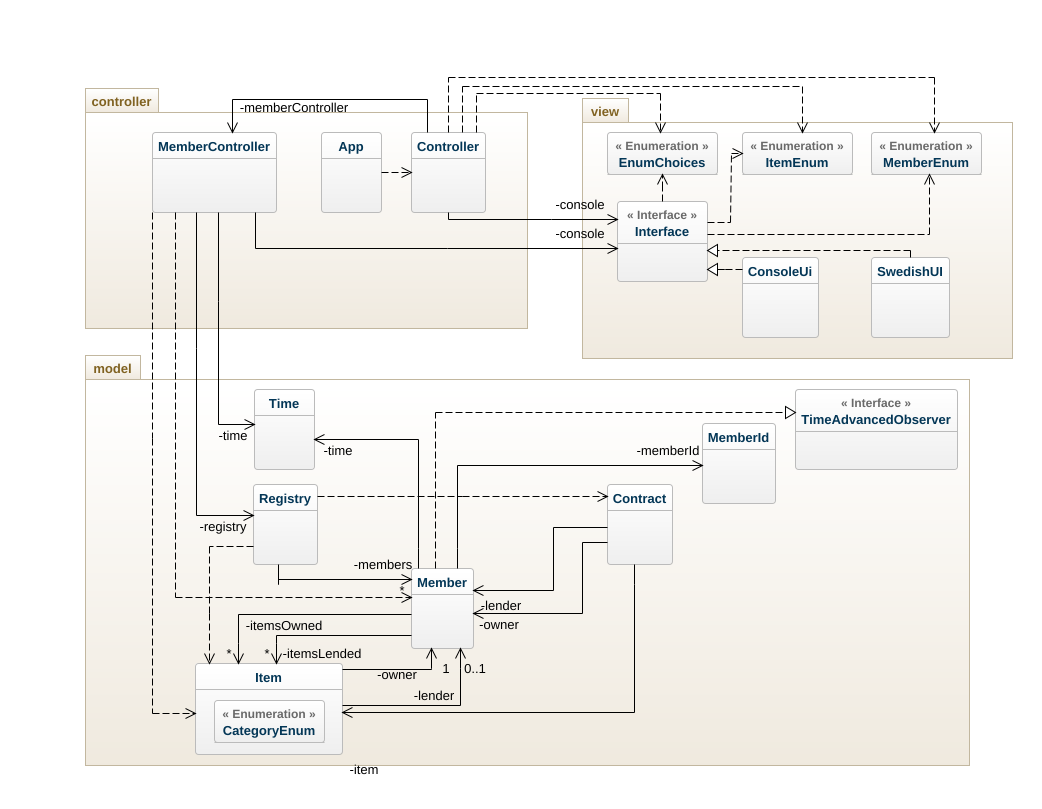 controller
-memberController
view
MemberController
App
Controller
« Enumeration »
EnumChoices
« Enumeration »
ItemEnum
« Enumeration »
MemberEnum
-console
-console
« Interface »
Interface
ConsoleUi
SwedishUI
model
Time
-time
-time
« Interface »
TimeAdvancedObserver
MemberId
-memberId
Registry
-registry
Contract
-members
*
Member
-lender
-owner
-itemsOwned
*
*
-itemsLended
-owner
1
0..1
-lender
Item
« Enumeration »
CategoryEnum
-item